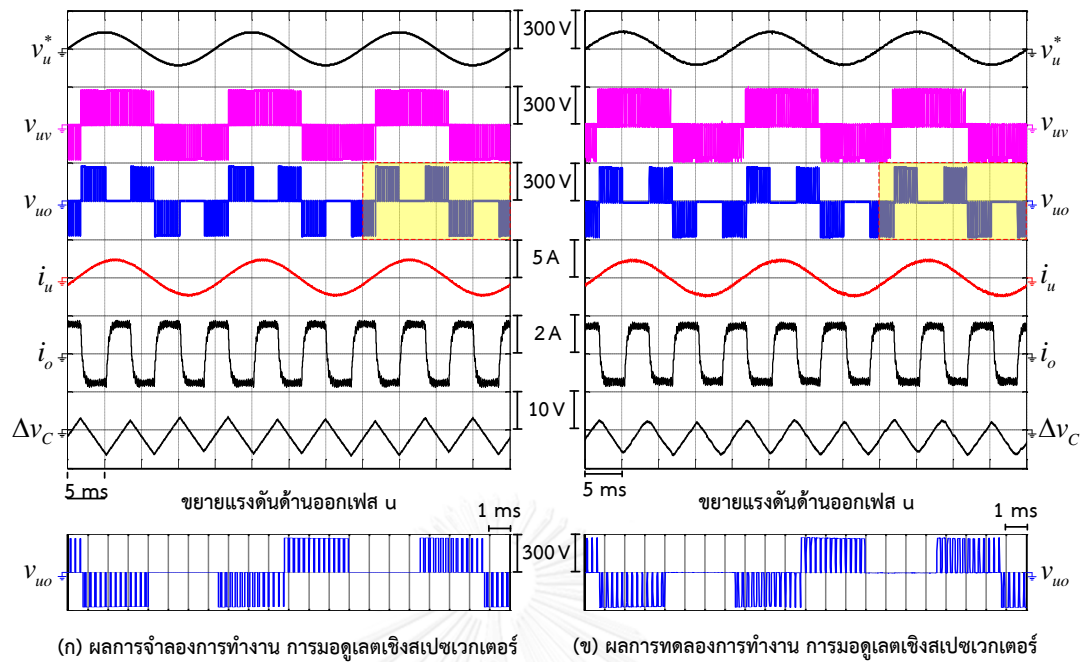 300 V
v_u^*
v_u^*
300 V
v_uv
v_uv
300 V
v_uo
v_uo
5 A
i_u
i_u
2 A
i_o
i_o
10 V
Δv_C
Δv_C
5 ms
ขยายแรงดันด้านออกเฟส u
1 ms
5 ms
ขยายแรงดันด้านออกเฟส u
1 ms
300 V
v_uo
v_uo
(ก) ผลการจำลองการทำงาน การมอดูเลตเชิงสเปซเวกเตอร์
(ข) ผลการทดลองการทำงาน การมอดูเลตเชิงสเปซเวกเตอร์